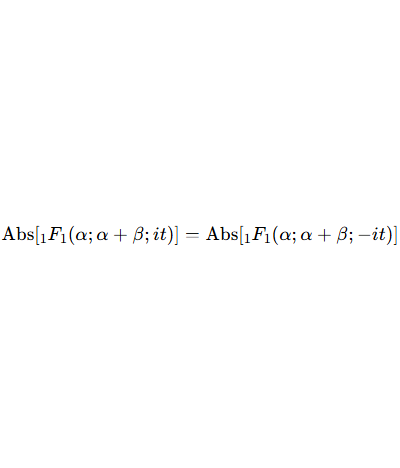 Abs[₁F₁(α; α + β; it)] = Abs[₁F₁(α; α + β; −it)]